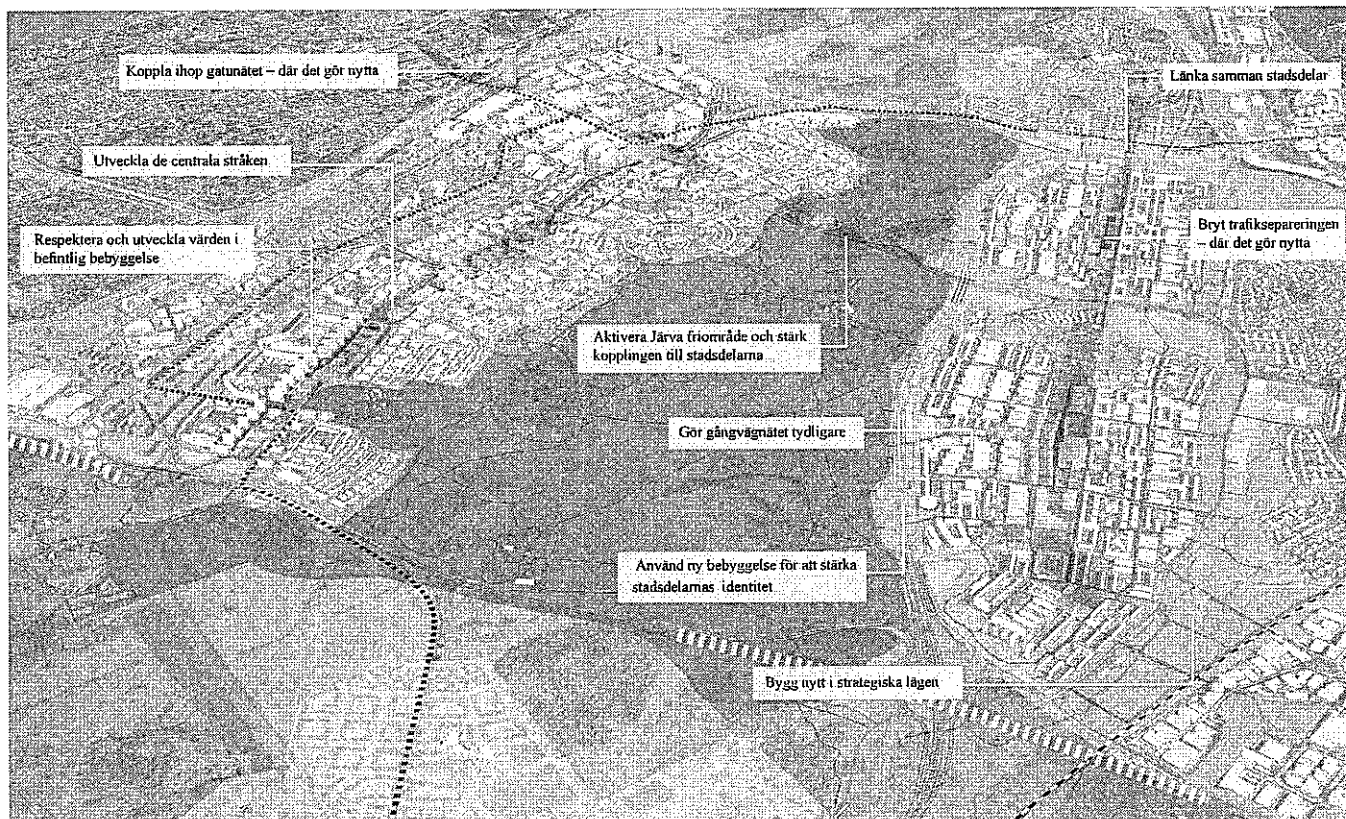 Koppla ihop gatunätet – där det gör nytta
Länka samman stadsdelar
Utveckla de centrala stråken
Respektera och utveckla värden i
befintlig bebyggelse
Bryt trafiksepareringen
– där det gör nytta
Aktivera Järva friområde och stärk
kopplingen till stadsdelarna
Gör gångvägnätet tydligare
Använd ny bebyggelse för att stärka
stadsdelarnas identitet
Bygg nytt i strategiska lägen